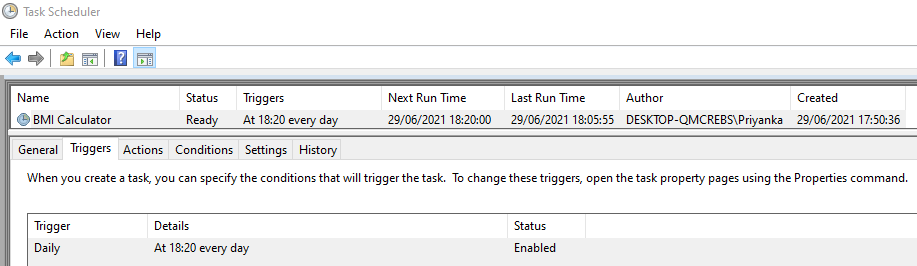 Task Scheduler
File Action View Help
Name Status Triggers Next Run Time Last Run Time Author Created
BMI Calculator Ready At 18:20 every day 29/06/2021 18:20:00 29/06/2021 18:05:55 DESKTOP-QMCREBS\Priyanka 29/06/2021 17:50:36
General Triggers Actions Conditions Settings History
When you create a task, you can specify the conditions that will trigger the task. To change these triggers, open the task property pages using the Properties command.
Trigger Details Status
Daily At 18:20 every day Enabled